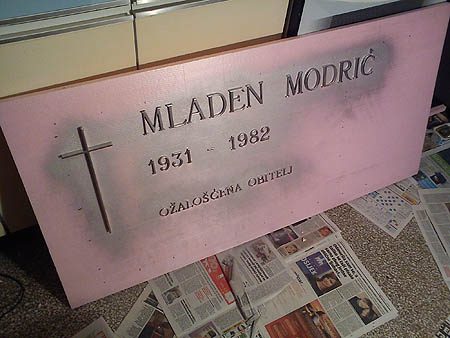 MLADEN MODRIĆ
1931 - 1982
OŽALOŠĆENA OBITELJ